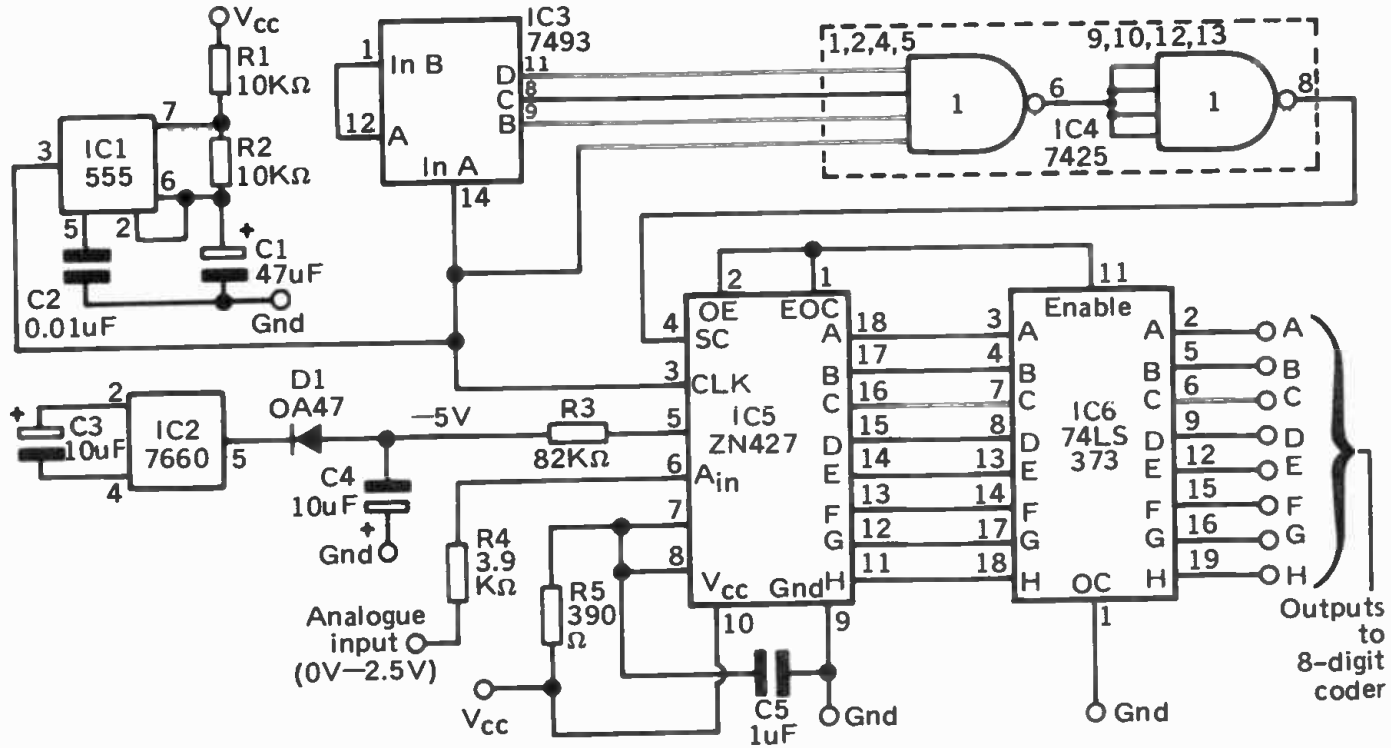 Vcc
R1
10KΩ
7
R2
10KΩ
3
IC1
555
6
5
2
+
C1
47uF
C2
0.01uF
Gnd
IC3
7493
1
In B
12
A
D
11
C
8
B
9
In A
14
1,2,4,5
1
6
IC4
7425
9,10,12,13
1
8
2
OE
1
EOC
4
SC
3
CLK
5
6
Ain
7
8
Vcc
10
Gnd
9
IC5
ZN427
A
18
B
17
C
16
D
15
E
14
F
13
G
12
H
11
11
Enable
3
A
4
B
7
C
8
D
13
E
14
F
17
G
18
H
IC6
74LS
373
OC
1
Gnd
A
2
A
B
5
B
C
6
C
D
9
D
E
12
E
F
15
F
G
16
G
H
19
H
Outputs
to
8-digit
coder
+
C3
10uF
2
IC2
7660
4
5
D1
OA47
—5V
C4
10uF
+
Gnd
R3
82KΩ
R4
3.9
KΩ
Analogue
input
(0V—2.5V)
R5
390
Ω
Vcc
C5
1uF
Gnd